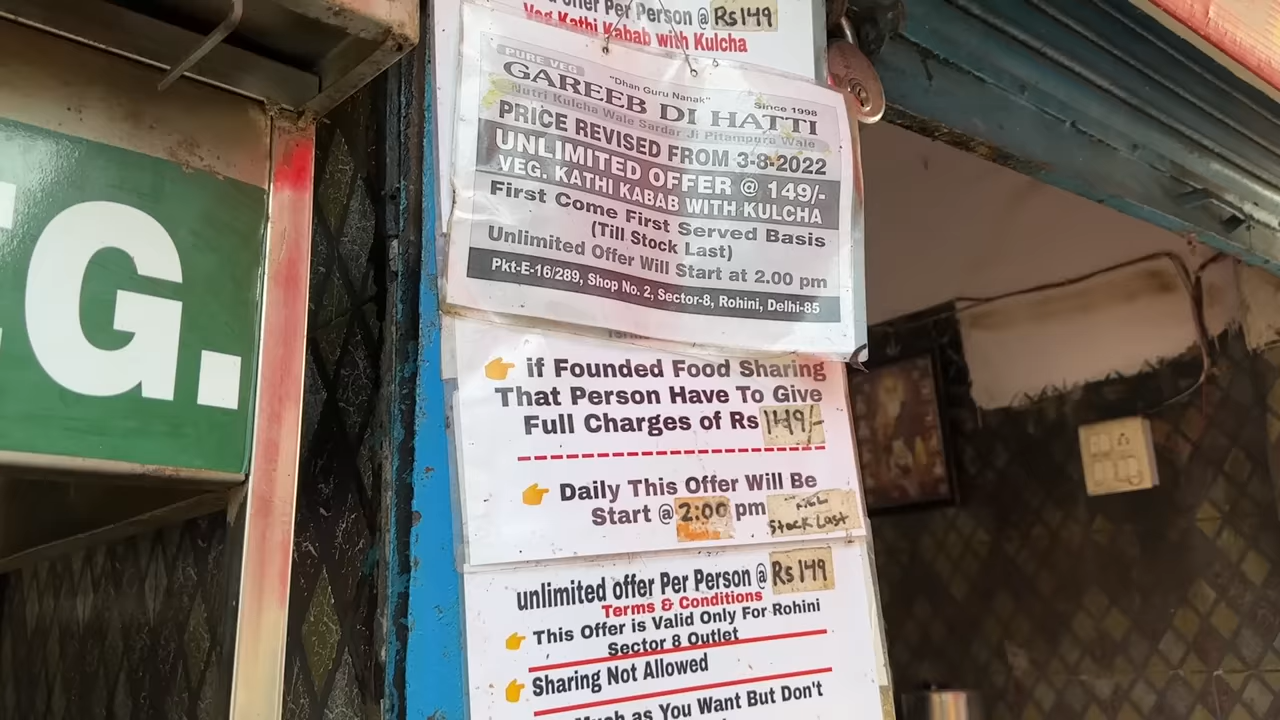 offer Per Person @ Rs 149
Veg Kathi Kabab with Kulcha
PURE VEG
"Dhan Guru Nanak"
Since 1998
GAREEB DI HATTI
Nutri Kulcha Wale Sardar Ji Pitampura Wale
PRICE REVISED FROM 3-8-2022
UNLIMITED OFFER @ 149/-
VEG. KATHI KABAB WITH KULCHA
First Come First Served Basis
(Till Stock Last)
Unlimited Offer Will Start at 2.00 pm
Pkt-E-16/289, Shop No. 2, Sector-8, Rohini, Delhi-85
G.
👉 if Founded Food Sharing
That Person Have To Give
Full Charges of Rs 149/-
👉 Daily This Offer Will Be
Start @ 2:00 pm
Stock Last
unlimited offer Per Person @ Rs 149
Terms & Conditions
👉 This Offer is Valid Only For Rohini
Sector 8 Outlet
👉 Sharing Not Allowed
Much as You Want But Don't